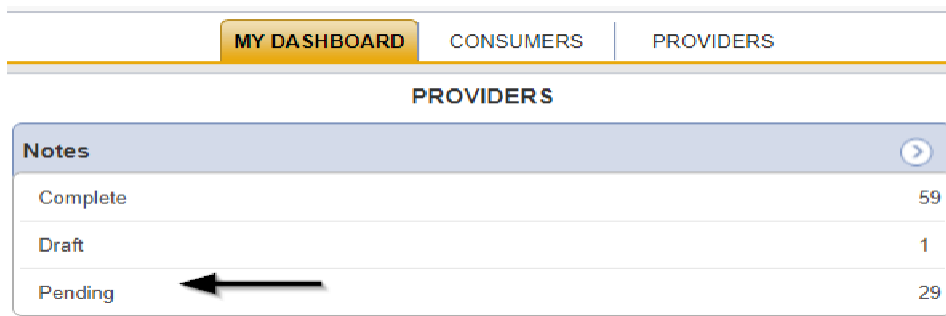 MY DASHBOARD CONSUMERS PROVIDERS
PROVIDERS
Notes
Complete 59
Draft 1
Pending 29